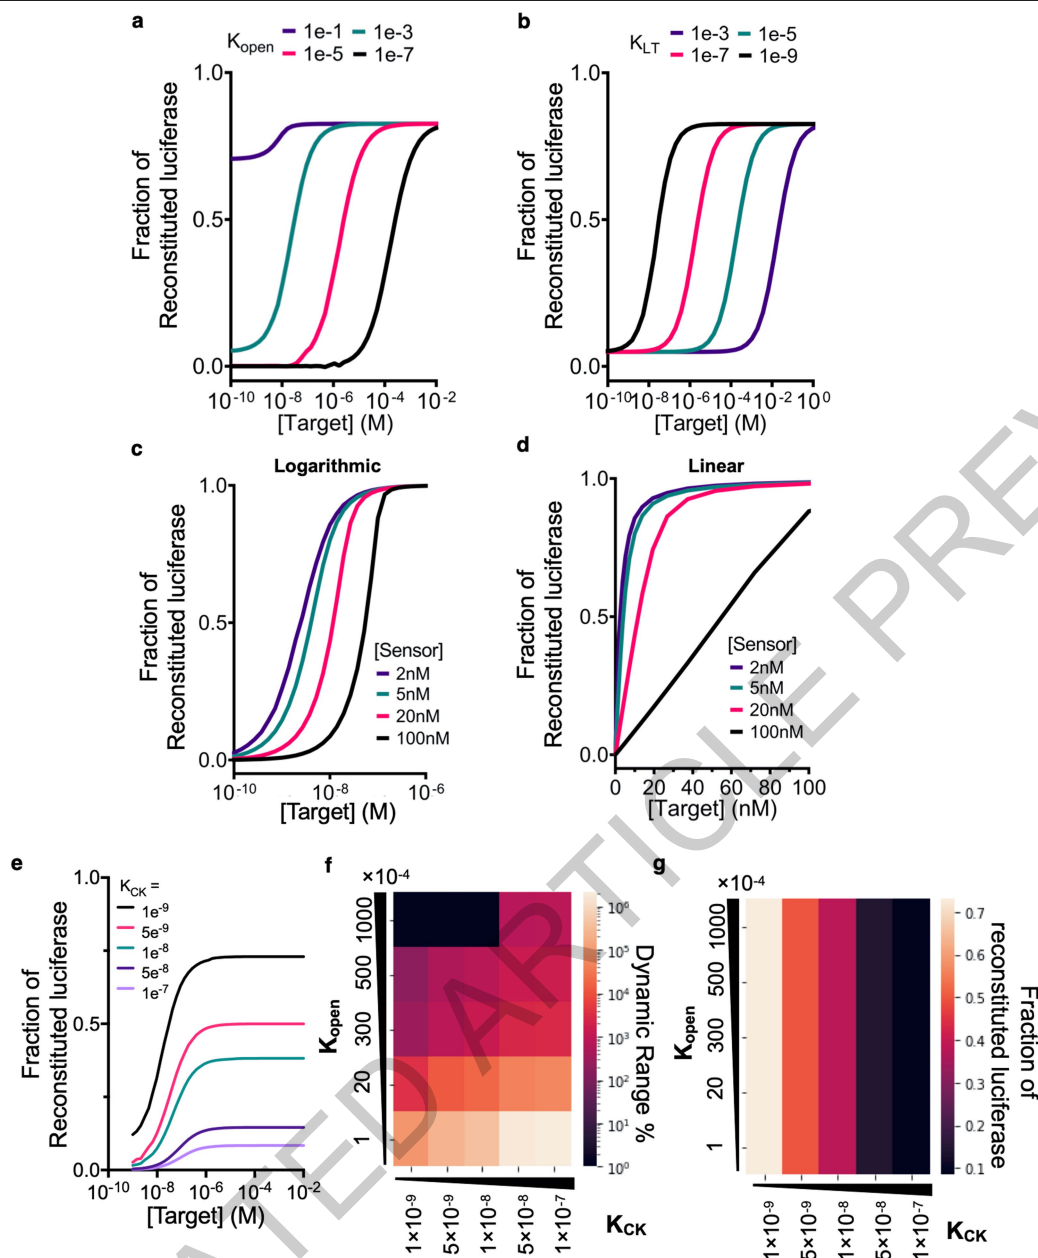 a
K_open 1e-1 1e-3
1e-5 1e-7
Fraction of
Reconstituted luciferase
1.0
0.5
0.0
10^-10 10^-8 10^-6 10^-4 10^-2
[Target] (M)
b
K_LT 1e-3 1e-5
1e-7 1e-9
Fraction of
Reconstituted luciferase
1.0
0.5
0.0
10^-10 10^-8 10^-6 10^-4 10^-2 10^0
[Target] (M)
c
Logarithmic
Fraction of
Reconstituted luciferase
1.0
0.5
0.0
[Sensor]
2nM
5nM
20nM
100nM
10^-10 10^-8 10^-6
[Target] (M)
d
Linear
Fraction of
Reconstituted luciferase
1.0
0.5
0.0
[Sensor]
2nM
5nM
20nM
100nM
0 20 40 60 80 100
[Target] (nM)
e
K_CK =
1e^-9
5e^-9
1e^-8
5e^-8
1e^-7
Fraction of
Reconstituted luciferase
1.0
0.5
0.0
10^-10 10^-8 10^-6 10^-4 10^-2
[Target] (M)
f
×10^-4
K_open
1000
500
300
20
1
1×10^-9
5×10^-9
1×10^-8
5×10^-8
1×10^-7
K_CK
10^6
10^5
10^4
10^3
10^2
10^1
10^0
Dynamic Range %
g
×10^-4
K_open
1000
500
300
20
1
1×10^-9
5×10^-9
1×10^-8
5×10^-8
1×10^-7
K_CK
0.7
0.6
0.5
0.4
0.3
0.2
0.1
Fraction of
reconstituted luciferase
ATED ARTICLE PREV